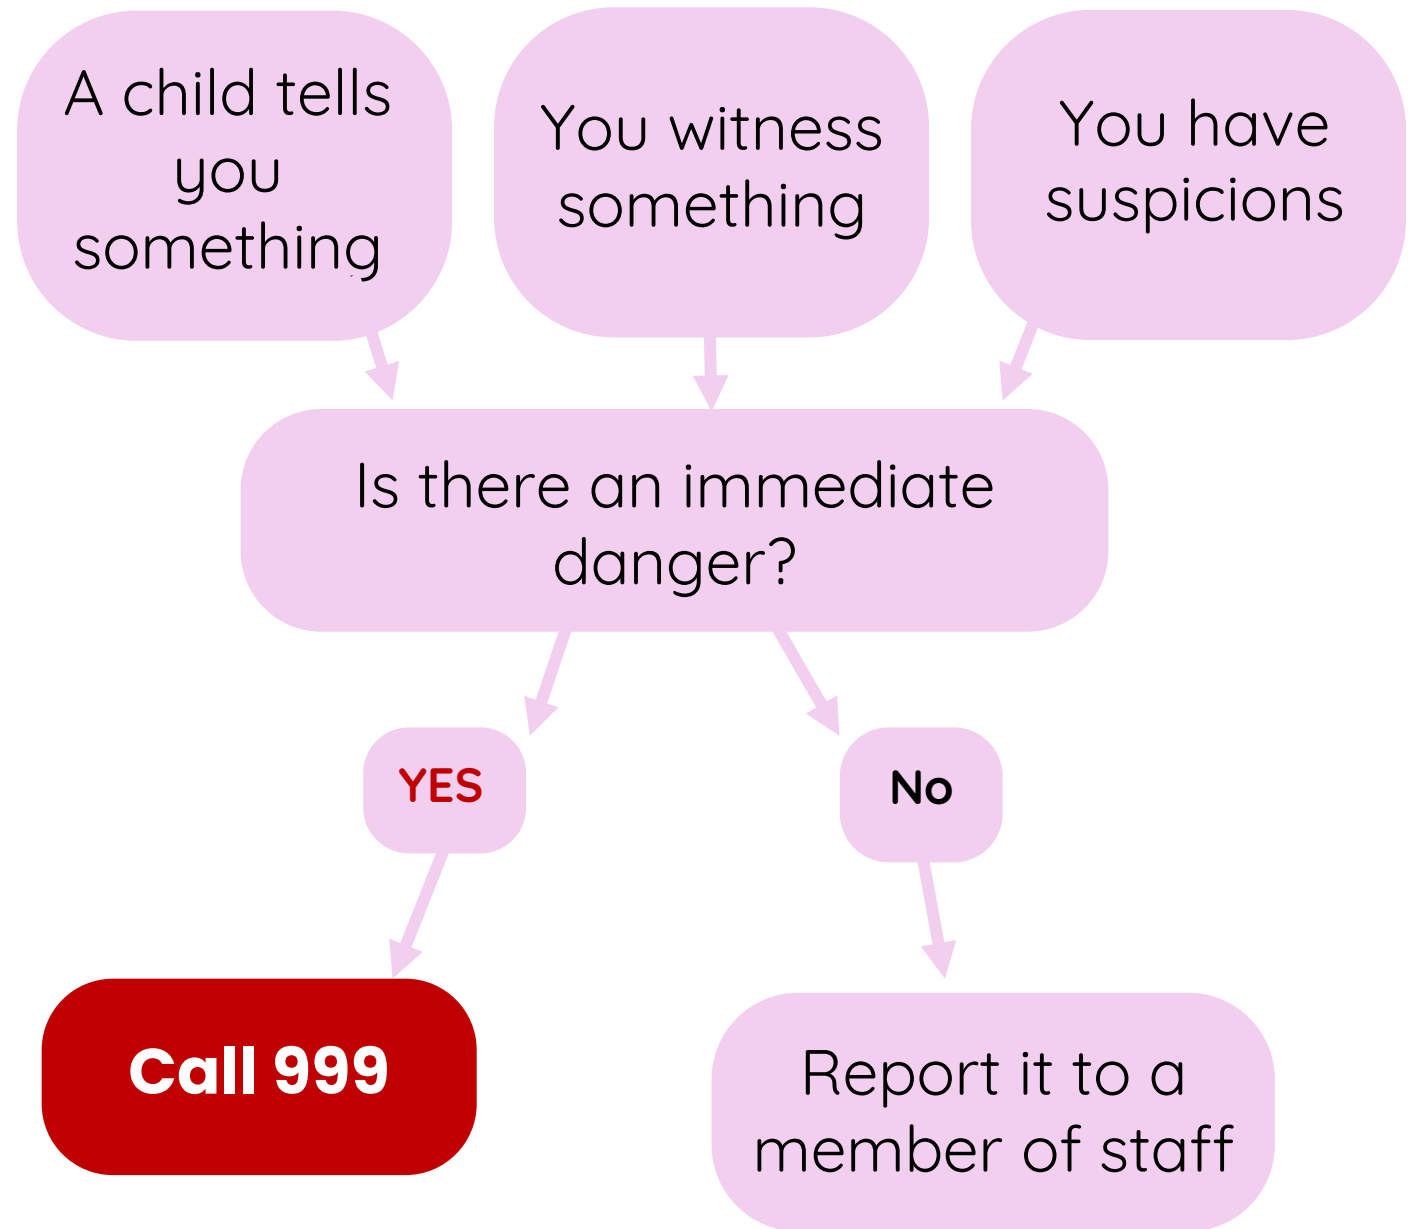 A child tells
you
something
You witness
something
You have
suspicions
Is there an immediate
danger?
YES
No
Call 999
Report it to a
member of staff